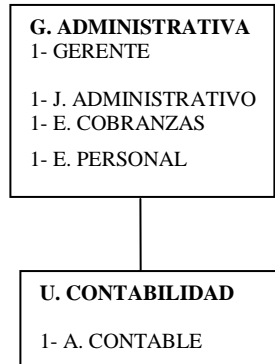 G. ADMINISTRATIVA
1- GERENTE
1- J. ADMINISTRATIVO
1- E. COBRANZAS
1- E. PERSONAL
U. CONTABILIDAD
1- A. CONTABLE